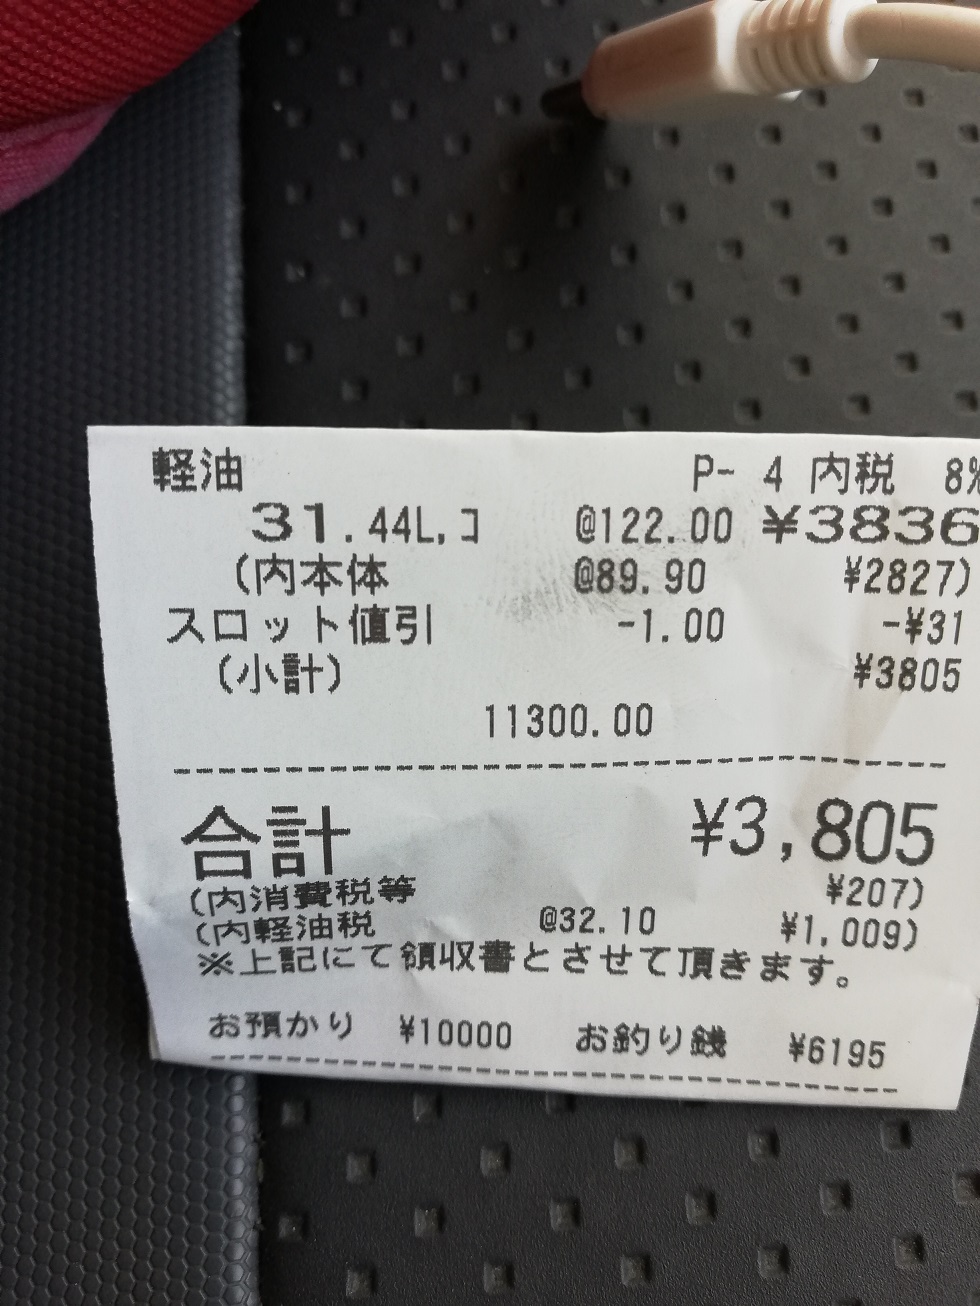 軽油 P- 4 内税 8%
31.44L,コ @122.00 ¥3836
(内本体 @89.90 ¥2827)
スロット値引 -1.00 -¥31
(小計) ¥3805
11300.00
合計 ¥3,805
(内消費税等 ¥207)
(内軽油税 @32.10 ¥1,009)
※上記にて領収書とさせて頂きます。
お預かり ¥10000 お釣り銭 ¥6195